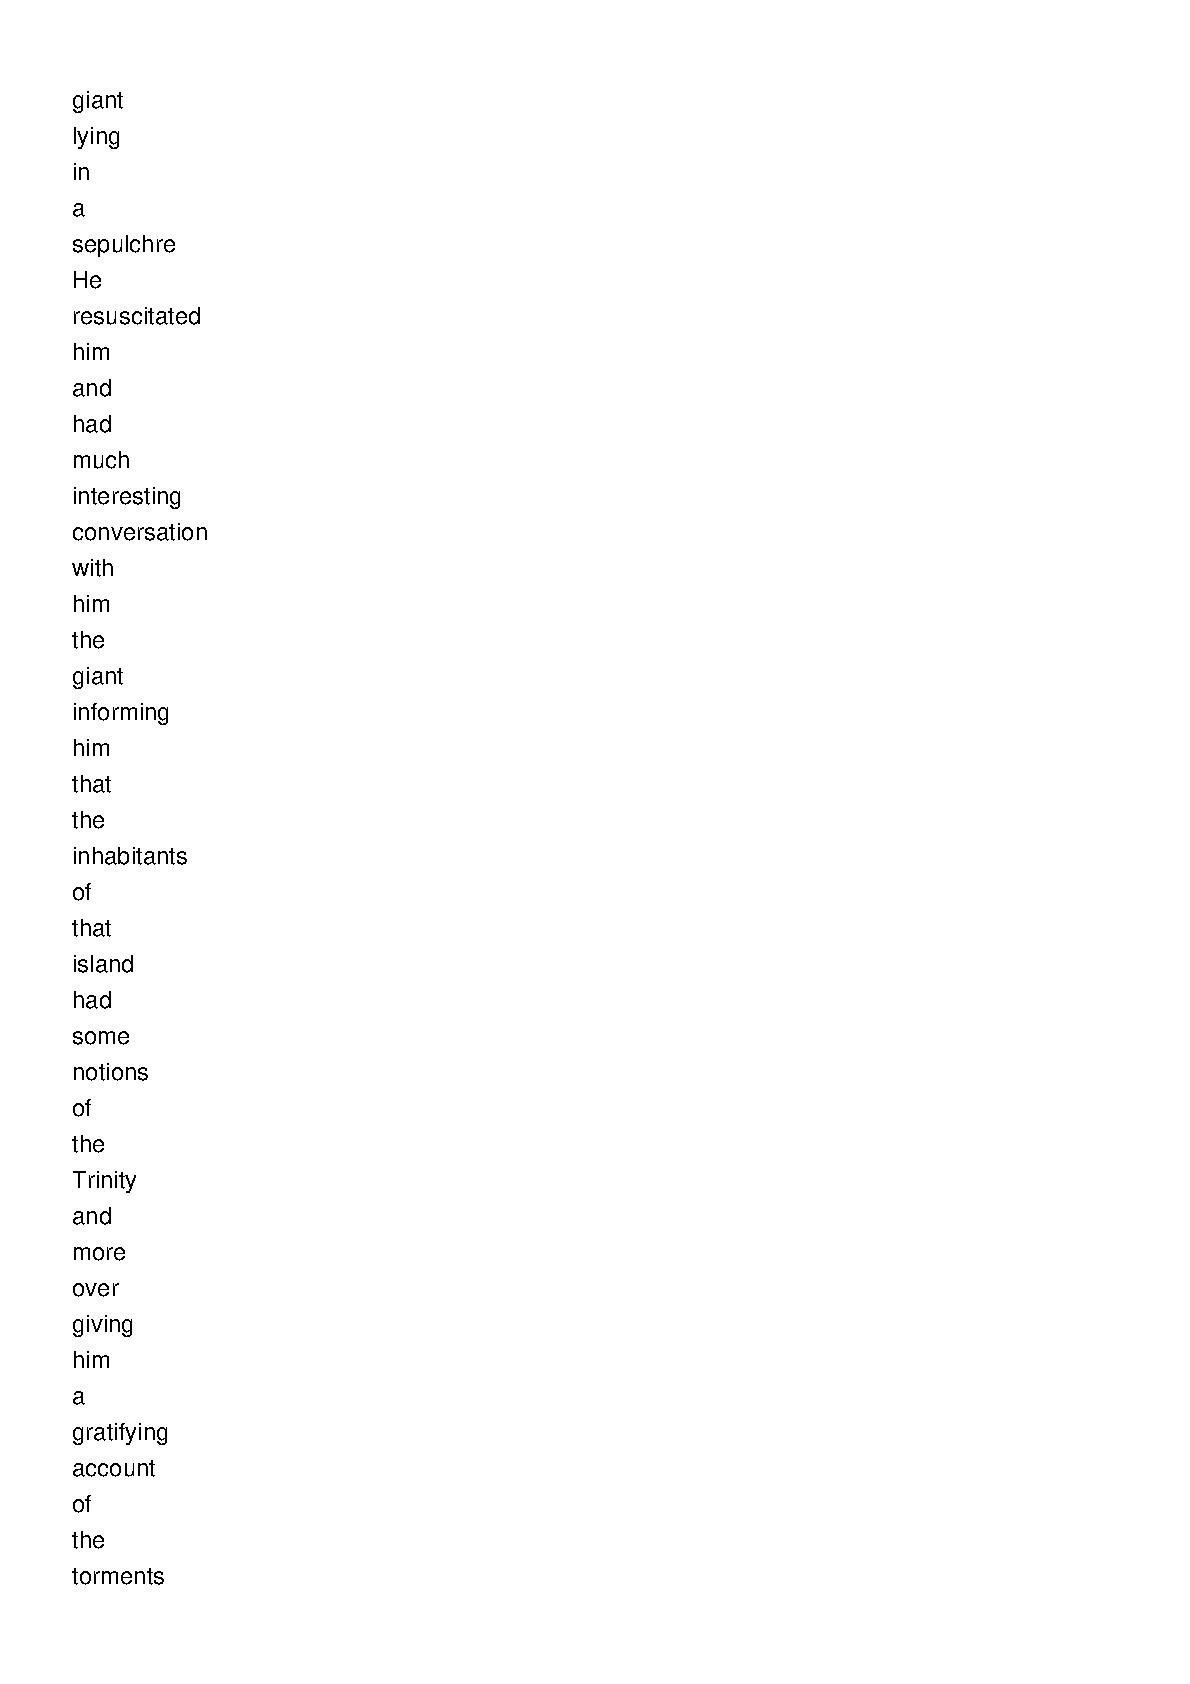 giant
lying
in
a
sepulchre
He
resuscitated
him
and
had
much
interesting
conversation
with
him
the
giant
informing
him
that
the
inhabitants
of
that
island
had
some
notions
of
the
Trinity
and
more
over
giving
him
a
gratifying
account
of
the
torments